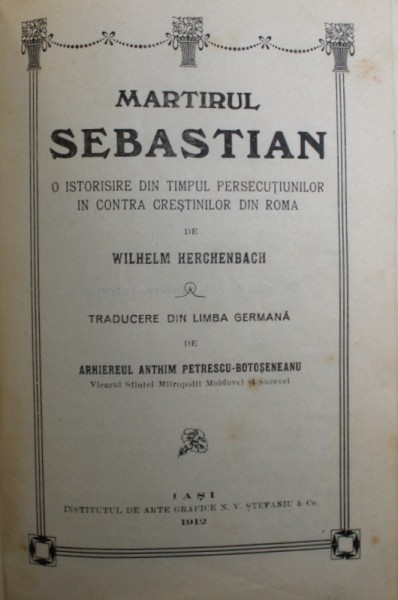 MARTIRUL
SEBASTIAN
O ISTORISIRE DIN TIMPUL PERSECUȚIUNILOR
IN CONTRA CREȘTINILOR DIN ROMA
DE
WILHELM HERCHENBACH
TRADUCERE DIN LIMBA GERMANĂ
DE
ARHIEREUL ANTHIM PETRESCU-BOTOȘENEANU
Vicarul Sfintei Mitropolii Moldovei și Sucevei
IAȘI
INSTITUTUL DE ARTE GRAFICE N. V. ȘTEFANIU & Co.
1912